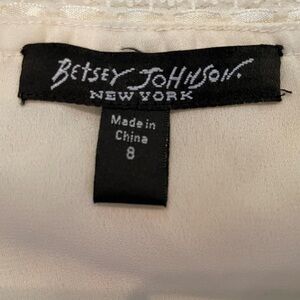 BETSEY JOHNSON.
NEW YORK
Made in
China
8